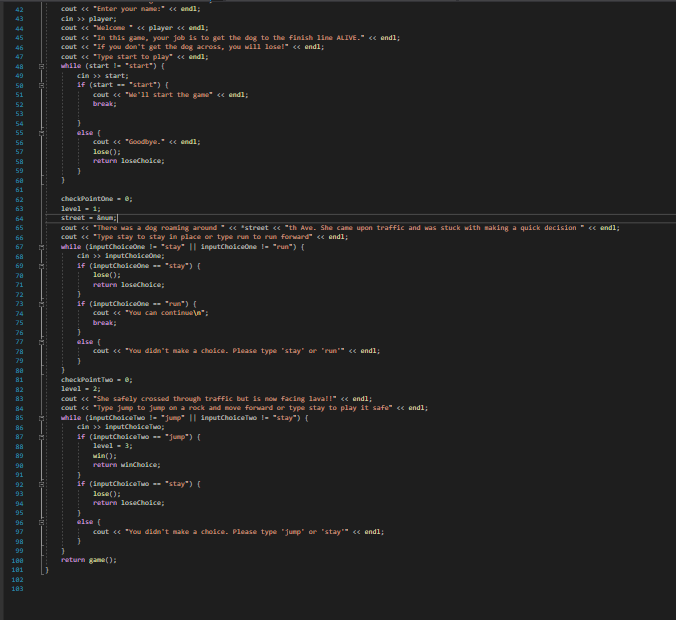 42 cout << "Enter your name:" << endl;
43 cin >> player;
44 cout << "Welcome " << player << endl;
45 cout << "In this game, your job is to get the dog to the finish line ALIVE." << endl;
46 cout << "If you don't get the dog across, you will lose!" << endl;
47 cout << "Type start to play" << endl;
48 while (start != "start") {
49 cin >> start;
50 if (start == "start") {
51 cout << "We'll start the game" << endl;
52 break;
53
54 }
55 else {
56 cout << "Goodbye." << endl;
57 lose();
58 return loseChoice;
59 }
60 }
61
62 checkPointOne = 0;
63 level = 1;
64 street = &num;
65 cout << "There was a dog roaming around " << *street << "th Ave. She came upon traffic and was stuck with making a quick decision " << endl;
66 cout << "Type stay to stay in place or type run to run forward" << endl;
67 while (inputChoiceOne != "stay" || inputChoiceOne != "run") {
68 cin >> inputChoiceOne;
69 if (inputChoiceOne == "stay") {
70 lose();
71 return loseChoice;
72 }
73 if (inputChoiceOne == "run") {
74 cout << "You can continue\n";
75 break;
76 }
77 else {
78 cout << "You didn't make a choice. Please type 'stay' or 'run'" << endl;
79 }
80 }
81 checkPointTwo = 0;
82 level = 2;
83 cout << "She safely crossed through traffic but is now facing lava!!" << endl;
84 cout << "Type jump to jump on a rock and move forward or type stay to play it safe" << endl;
85 while (inputChoiceTwo != "jump" || inputChoiceTwo != "stay") {
86 cin >> inputChoiceTwo;
87 if (inputChoiceTwo == "jump") {
88 level = 3;
89 win();
90 return winChoice;
91 }
92 if (inputChoiceTwo == "stay") {
93 lose();
94 return loseChoice;
95 }
96 else {
97 cout << "You didn't make a choice. Please type 'jump' or 'stay'" << endl;
98 }
99 }
100 return game();
101 }
102
103